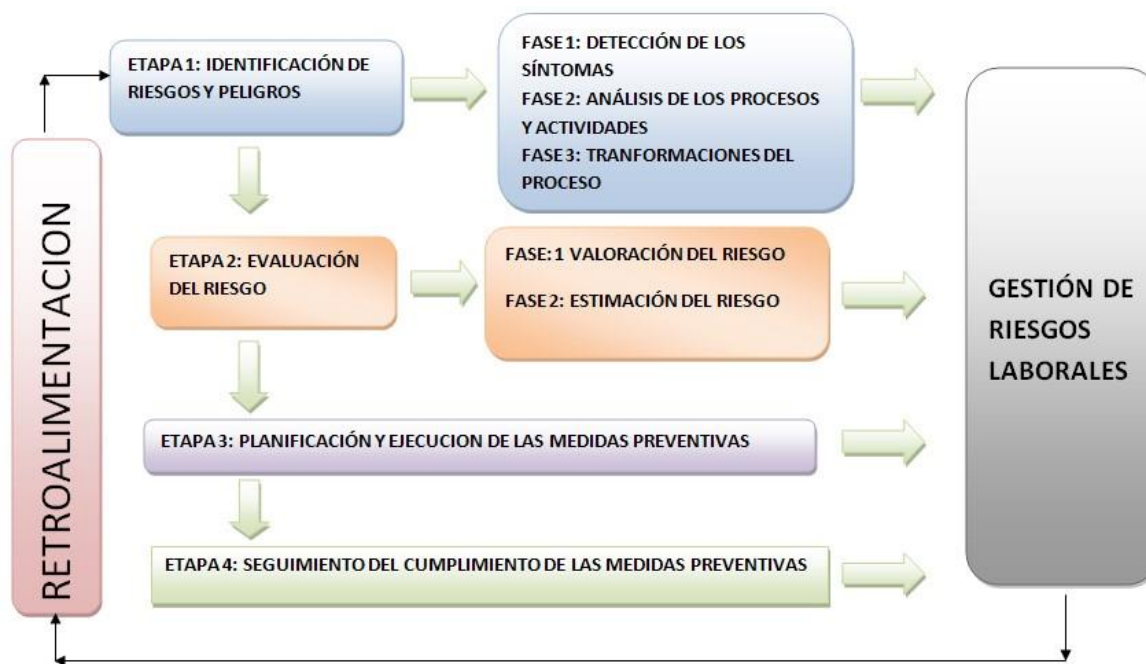 RETROALIMENTACION
ETAPA 1: IDENTIFICACIÓN DE
RIESGOS Y PELIGROS
FASE 1: DETECCIÓN DE LOS
SÍNTOMAS
FASE 2: ANÁLISIS DE LOS PROCESOS
Y ACTIVIDADES
FASE 3: TRANFORMACIONES DEL
PROCESO
ETAPA 2: EVALUACIÓN
DEL RIESGO
FASE: 1 VALORACIÓN DEL RIESGO
FASE 2: ESTIMACIÓN DEL RIESGO
ETAPA 3: PLANIFICACIÓN Y EJECUCION DE LAS MEDIDAS PREVENTIVAS
ETAPA 4: SEGUIMIENTO DEL CUMPLIMIENTO DE LAS MEDIDAS PREVENTIVAS
GESTIÓN DE
RIESGOS
LABORALES